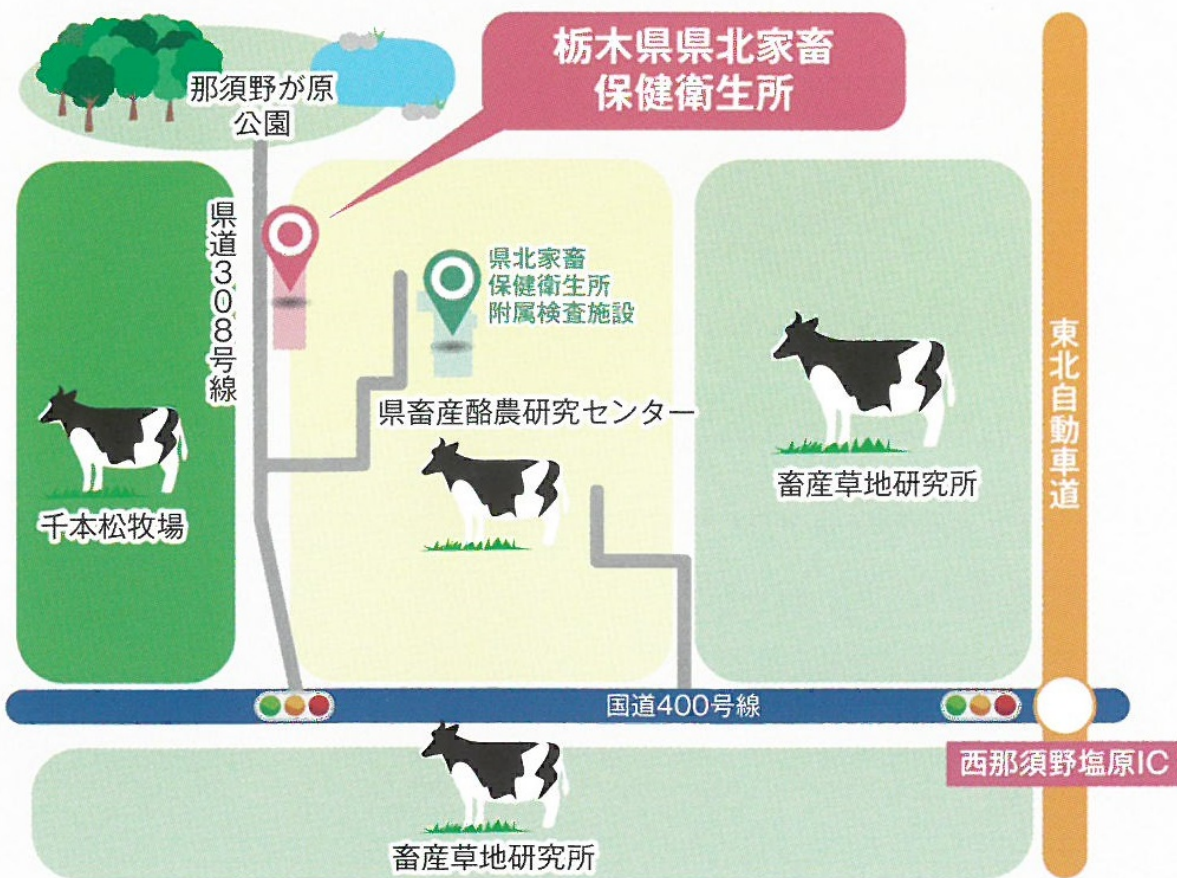 栃木県県北家畜
保健衛生所
那須野が原
公園
県道308号線
県北家畜
保健衛生所
附属検査施設
県畜産酪農研究センター
千本松牧場
畜産草地研究所
東北自動車道
国道400号線
西那須野塩原IC
畜産草地研究所